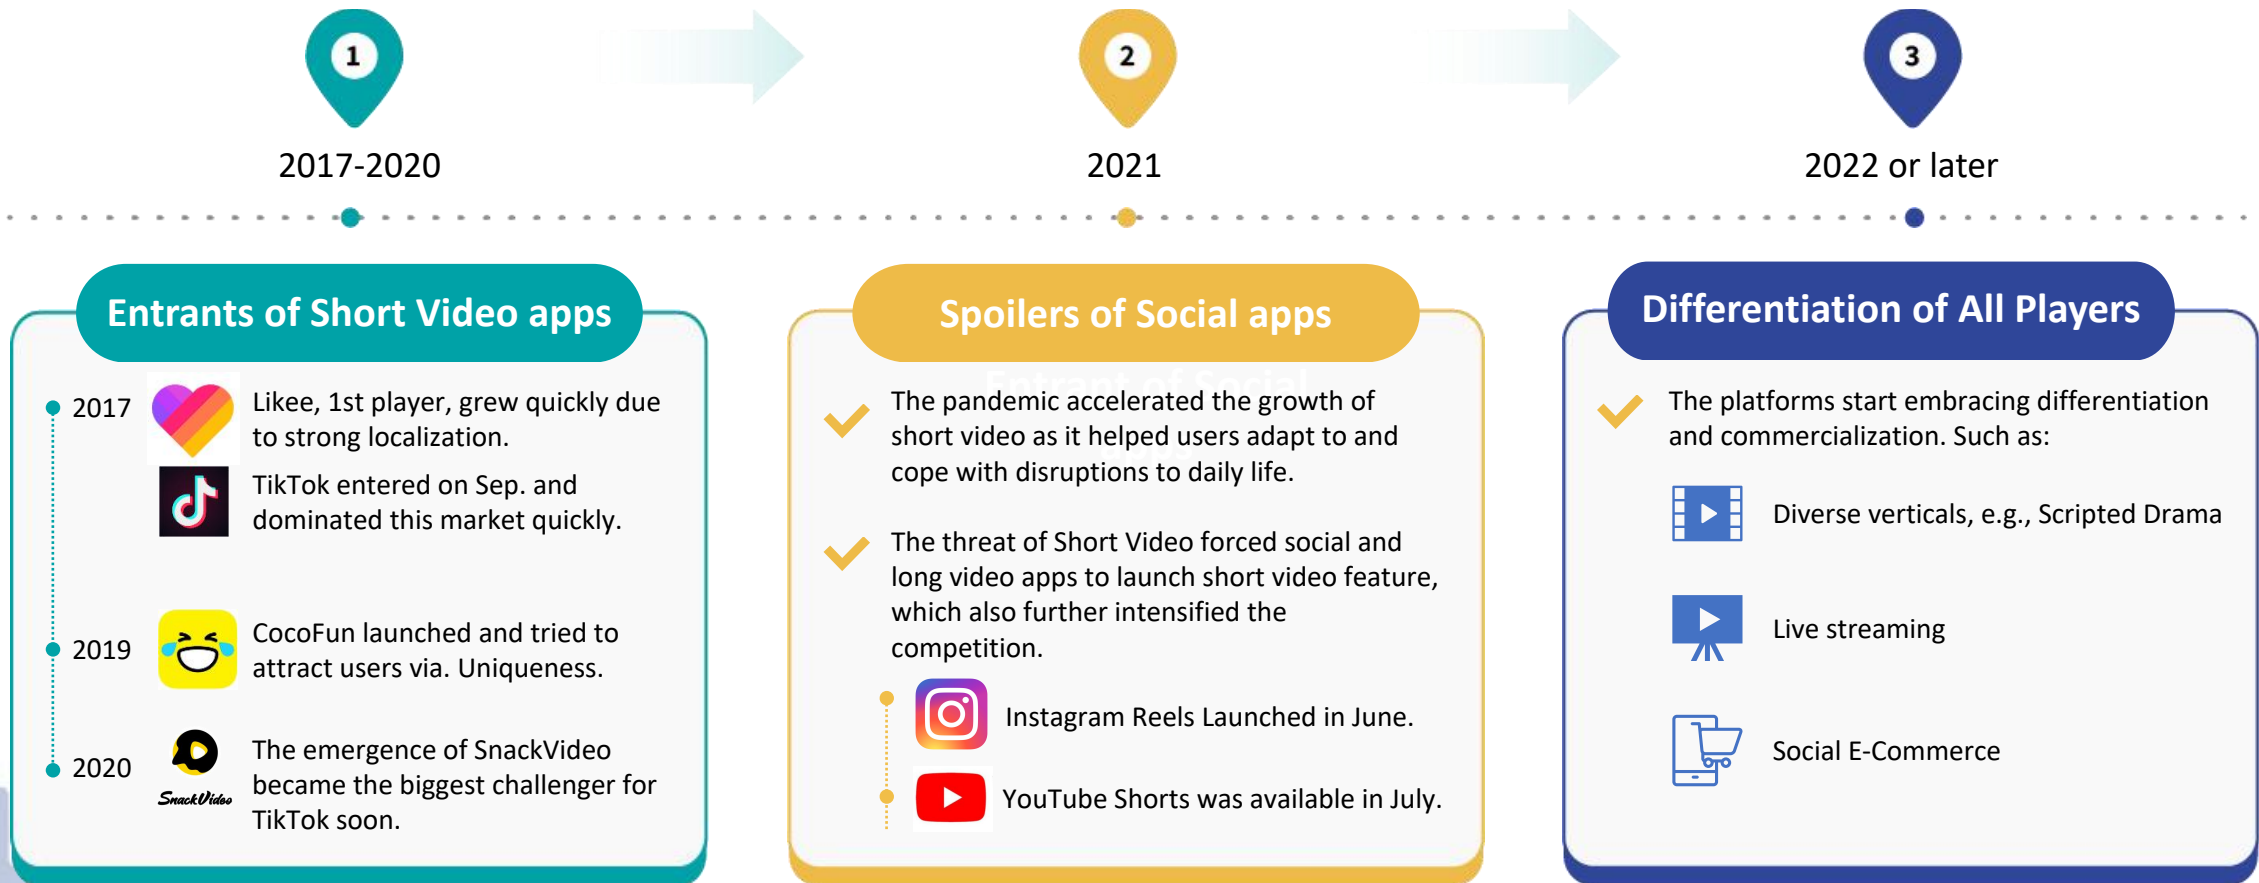 1
2
3
2017-2020
2021
2022 or later
Entrants of Short Video apps
2017
Likee, 1st player, grew quickly due
to strong localization.
TikTok entered on Sep. and
dominated this market quickly.
2019
CocoFun launched and tried to
attract users via. Uniqueness.
2020
SnackVideo
The emergence of SnackVideo
became the biggest challenger for
TikTok soon.
Spoilers of Social apps
Entrant of Social
apps
The pandemic accelerated the growth of
short video as it helped users adapt to and
cope with disruptions to daily life.
The threat of Short Video forced social and
long video apps to launch short video feature,
which also further intensified the
competition.
Instagram Reels Launched in June.
YouTube Shorts was available in July.
Differentiation of All Players
The platforms start embracing differentiation
and commercialization. Such as:
Diverse verticals, e.g., Scripted Drama
Live streaming
Social E-Commerce